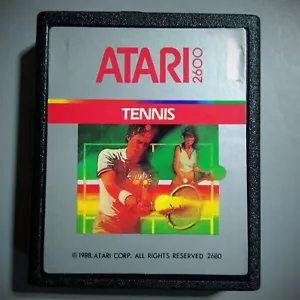 ATARI
2600
TENNIS
© 1988, ATARI CORP. ALL RIGHTS RESERVED 2680